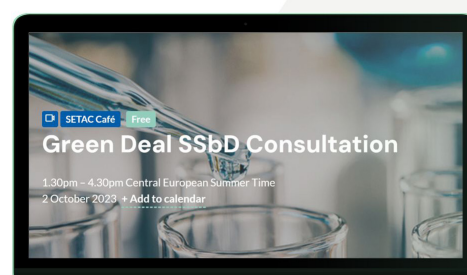 SETAC Café Free
Green Deal SSbD Consultation
1.30pm – 4.30pm Central European Summer Time
2 October 2023 + Add to calendar